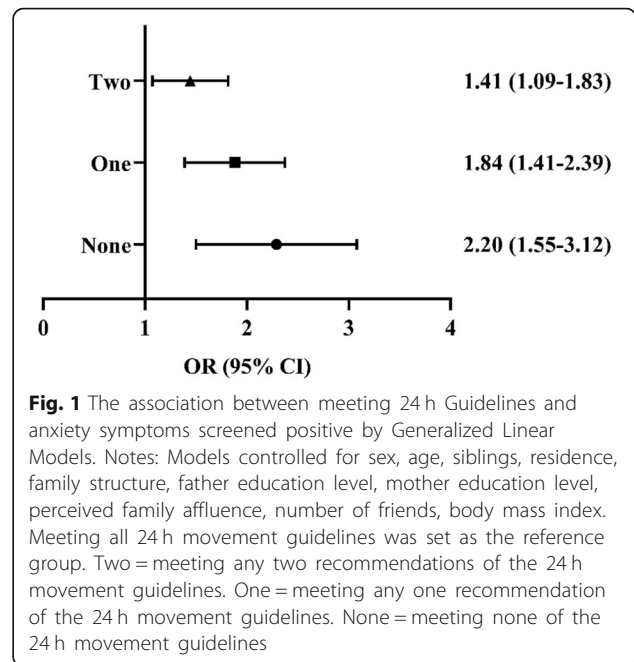 Two
1.41 (1.09-1.83)
One
1.84 (1.41-2.39)
None
2.20 (1.55-3.12)
0 1 2 3 4
OR (95% CI)
Fig. 1 The association between meeting 24 h Guidelines and
anxiety symptoms screened positive by Generalized Linear
Models. Notes: Models controlled for sex, age, siblings, residence,
family structure, father education level, mother education level,
perceived family affluence, number of friends, body mass index.
Meeting all 24 h movement guidelines was set as the reference
group. Two = meeting any two recommendations of the 24 h
movement guidelines. One = meeting any one recommendation
of the 24 h movement guidelines. None = meeting none of the
24 h movement guidelines